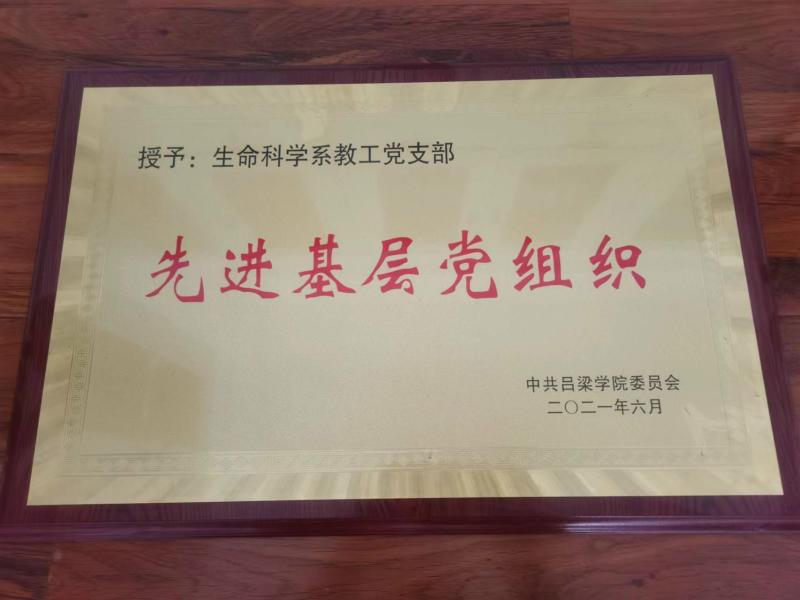 授予：生命科学系教工党支部
先进基层党组织
中共吕梁学院委员会
二〇二一年六月